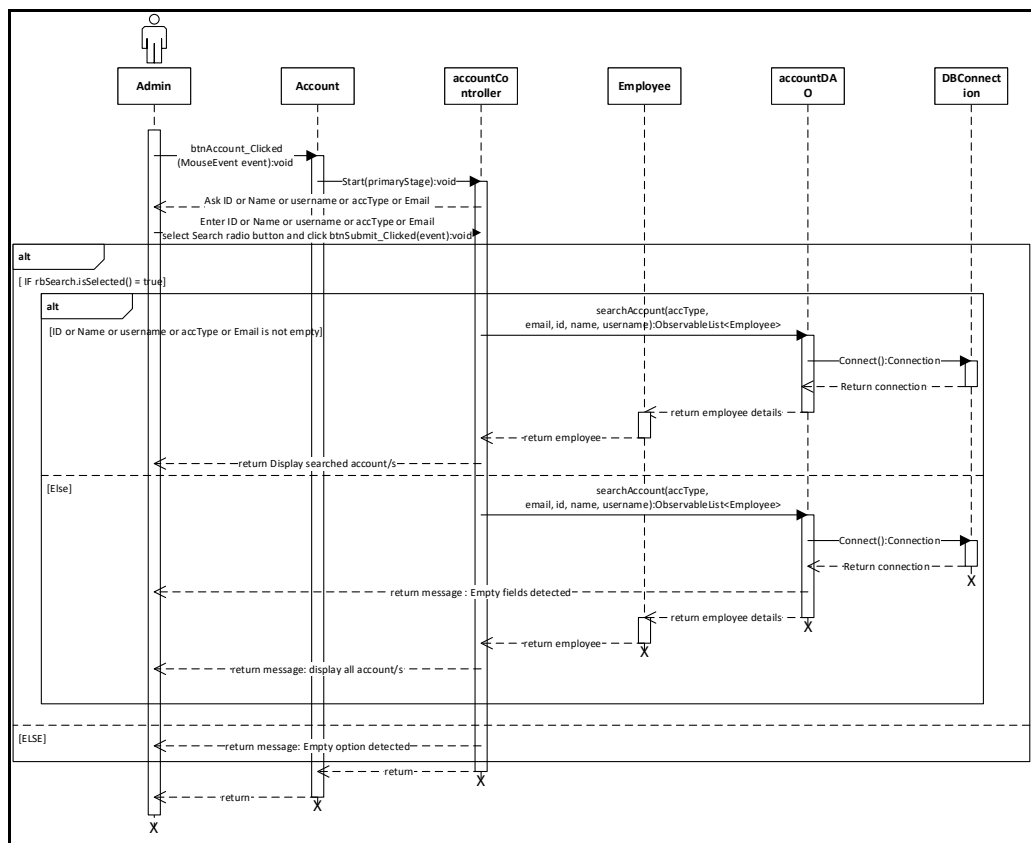 Admin
Account
accountCo
ntroller
Employee
accountDA
O
DBConnect
ion
btnAccount_Clicked
(MouseEvent event):void
Start(primaryStage):void
Ask ID or Name or username or accType or Email
Enter ID or Name or username or accType or Email
select Search radio button and click btnSubmit_Clicked(event):void
alt
[ IF rbSearch.isSelected() = true]
alt
[ID or Name or username or accType or Email is not empty]
searchAccount(accType,
email, id, name, username):ObservableList<Employee>
Connect():Connection
Return connection
return employee details
return employee
return Display searched account/s
[Else]
searchAccount(accType,
email, id, name, username):ObservableList<Employee>
Connect():Connection
Return connection
X
return message : Empty fields detected
return employee details
X
return employee
X
return message: display all account/s
[ELSE]
return message: Empty option detected
return
X
return
X
X